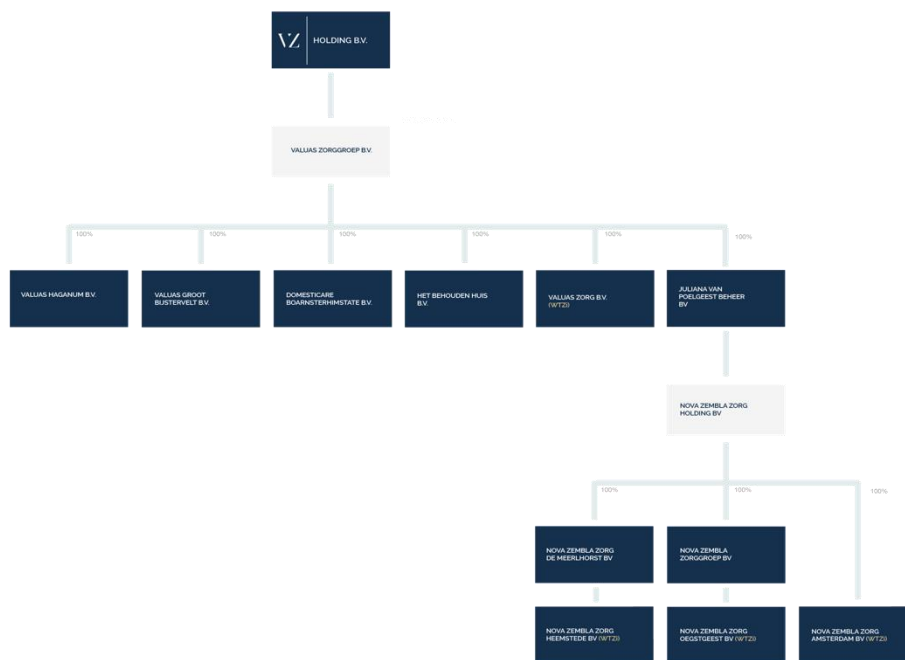 VZ HOLDING B.V.
VALUAS ZORGGROEP B.V.
100%
100%
100%
100%
100%
100%
VALUAS HAGANUM B.V.
VALUAS GROOT
BIJSTERVELT B.V.
DOMESTICARE
BOARNSTERHIMSTATE B.V.
HET BEHOUDEN HUIS
B.V.
VALUAS ZORG B.V.
(WTZi)
JULIANA VAN
POELGEEST BEHEER
BV
NOVA ZEMBLA ZORG
HOLDING BV
100%
100%
100%
NOVA ZEMBLA ZORG
DE MEERLHORST BV
NOVA ZEMBLA
ZORGGROEP BV
NOVA ZEMBLA ZORG
HEEMSTEDE BV (WTZi)
NOVA ZEMBLA ZORG
OEGSTGEEST BV (WTZi)
NOVA ZEMBLA ZORG
AMSTERDAM BV (WTZi)